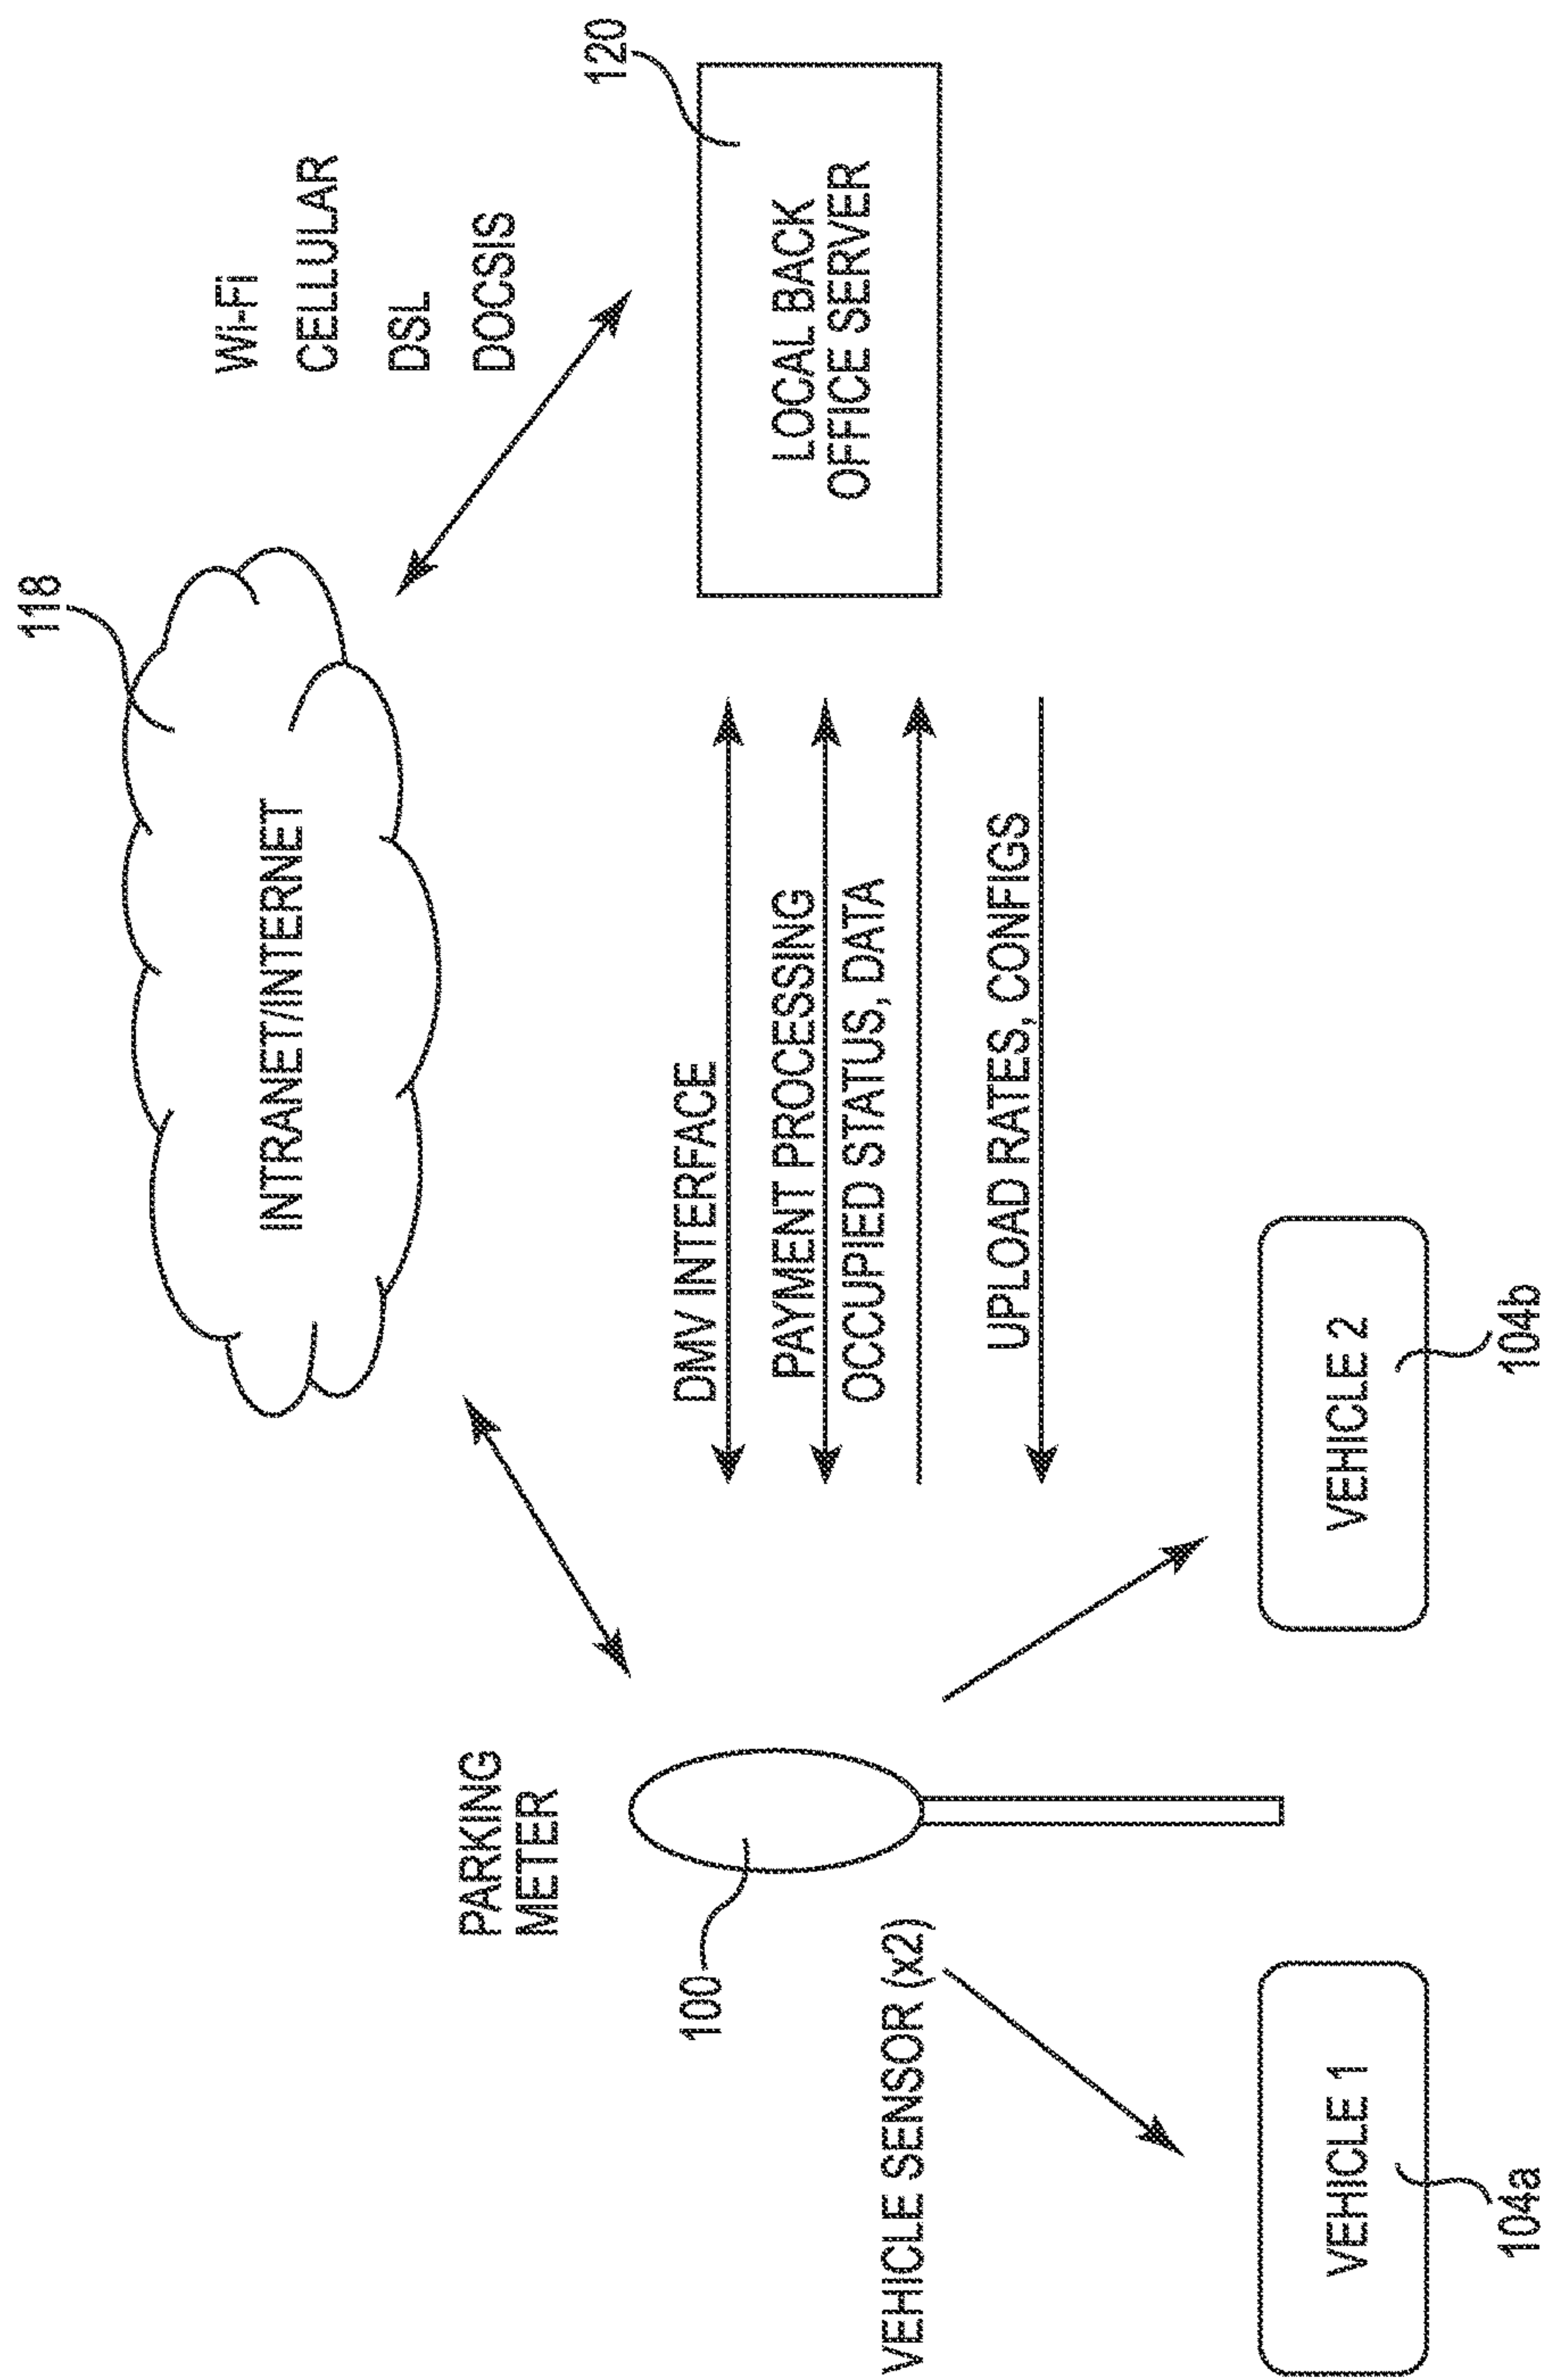 118
INTRANET/INTERNET
Wi-Fi
CELLULAR
DSL
DOCSIS
120
LOCAL BACK
OFFICE SERVER
PARKING
METER
100
DMV INTERFACE
PAYMENT PROCESSING
OCCUPIED STATUS, DATA
UPLOAD RATES, CONFIGS
VEHICLE SENSOR (x2)
VEHICLE 1
104a
VEHICLE 2
104b